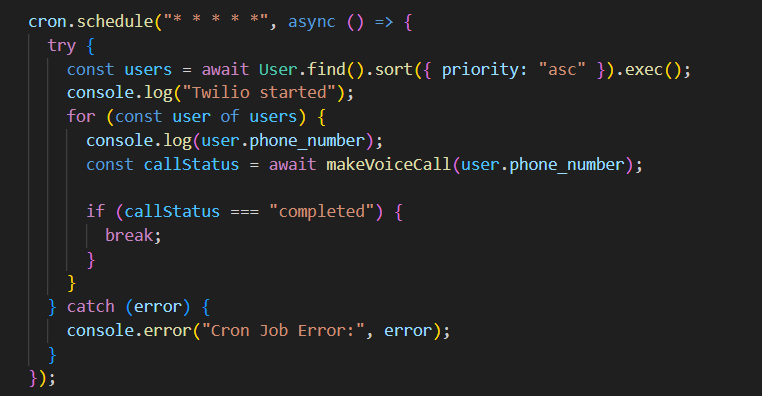 cron.schedule("* * * * *", async () => {
  try {
    const users = await User.find().sort({ priority: "asc" }).exec();
    console.log("Twilio started");
    for (const user of users) {
      console.log(user.phone_number);
      const callStatus = await makeVoiceCall(user.phone_number);

      if (callStatus === "completed") {
        break;
      }
    }
  } catch (error) {
    console.error("Cron Job Error:", error);
  }
});